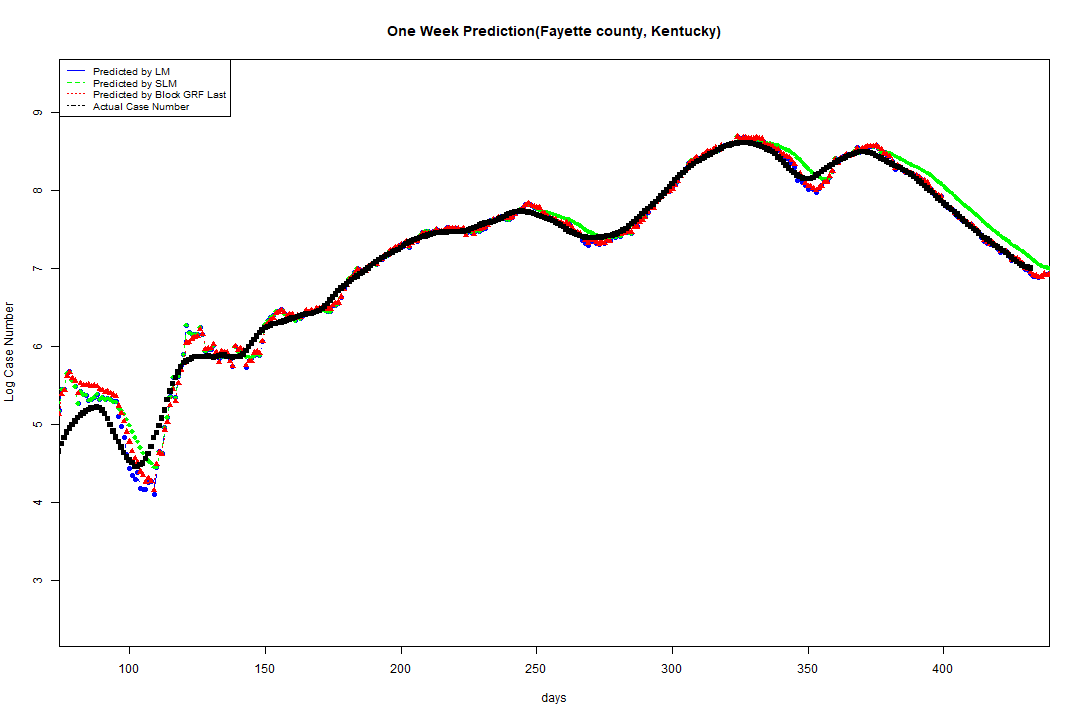 One Week Prediction(Fayette county, Kentucky)
Predicted by LM
Predicted by SLM
Predicted by Block GRF Last
Actual Case Number
9
8
7
6
5
4
3
Log Case Number
100 150 200 250 300 350 400
days